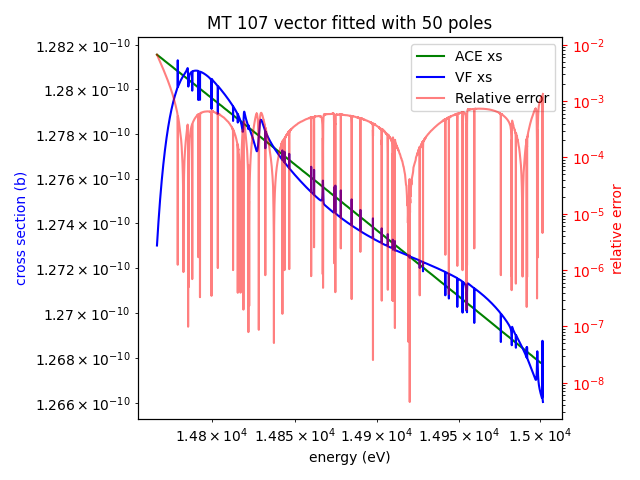 MT 107 vector fitted with 50 poles
1.282 × 10⁻¹⁰
1.28 × 10⁻¹⁰
1.278 × 10⁻¹⁰
1.276 × 10⁻¹⁰
1.274 × 10⁻¹⁰
1.272 × 10⁻¹⁰
1.27 × 10⁻¹⁰
1.268 × 10⁻¹⁰
1.266 × 10⁻¹⁰
cross section (b)
ACE xs
VF xs
Relative error
10⁻²
10⁻³
10⁻⁴
10⁻⁵
10⁻⁶
10⁻⁷
10⁻⁸
relative error
1.48 × 10⁴ 1.485 × 10⁴ 1.49 × 10⁴ 1.495 × 10⁴ 1.5 × 10⁴
energy (eV)